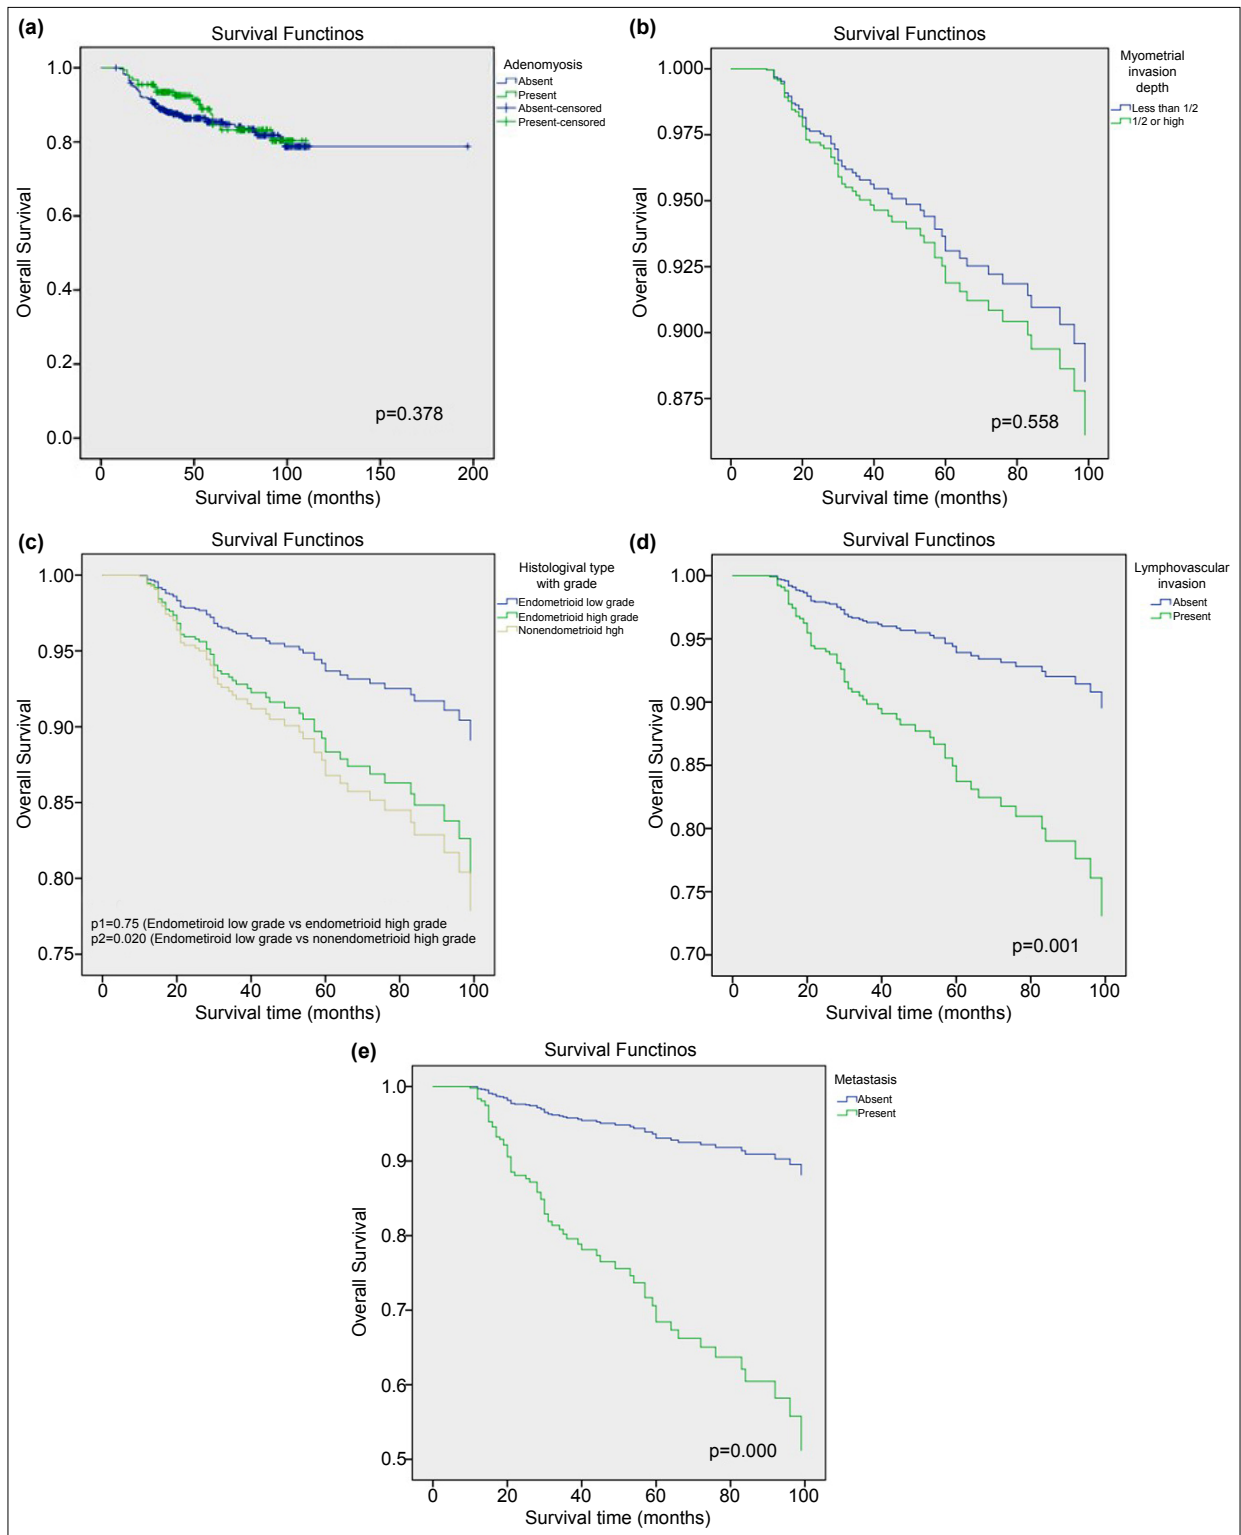 (a)
Survival Functinos
Adenomyosis
Absent
Present
Absent-censored
Present-censored
1.0
0.8
0.6
0.4
0.2
0.0
Overall Survival
p=0.378
0 50 100 150 200
Survival time (months)
(b)
Survival Functinos
Myometrial
invasion
depth
Less than 1/2
1/2 or high
1.000
0.975
0.950
0.925
0.900
0.875
Overall Survival
p=0.558
0 20 40 60 80 100
Survival time (months)
(c)
Survival Functinos
Histologival type
with grade
Endometrioid low grade
Endometrioid high grade
Nonendometrioid hgh
1.00
0.95
0.90
0.85
0.80
0.75
Overall Survival
p1=0.75 (Endometiroid low grade vs endometrioid high grade
p2=0.020 (Endometiroid low grade vs nonendometrioid high grade
0 20 40 60 80 100
Survival time (months)
(d)
Survival Functinos
Lymphovascular
invasion
Absent
Present
1.00
0.95
0.90
0.85
0.80
0.75
0.70
Overall Survival
p=0.001
0 20 40 60 80 100
Survival time (months)
(e)
Survival Functinos
Metastasis
Absent
Present
1.0
0.9
0.8
0.7
0.6
0.5
Overall Survival
p=0.000
0 20 40 60 80 100
Survival time (months)